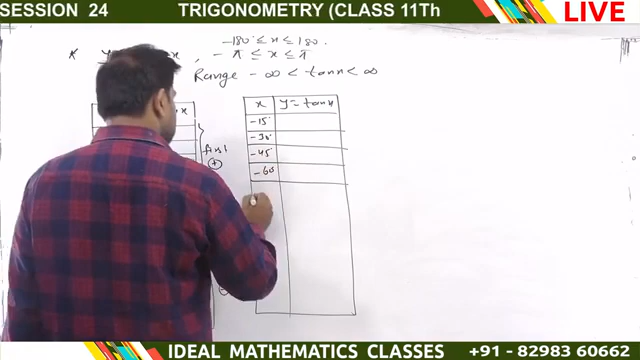 SESSION 24
TRIGONOMETRY (CLASS 11Th
LIVE
-180° ≤ x ≤ 180°
* y x , - π ≤ x ≤ π
Range - ∞ < tanx < ∞
x
x y = tanx
-15°
-30°
-45
-60
first
+
IDEAL MATHEMATICS CLASSES +91 - 82983 60662